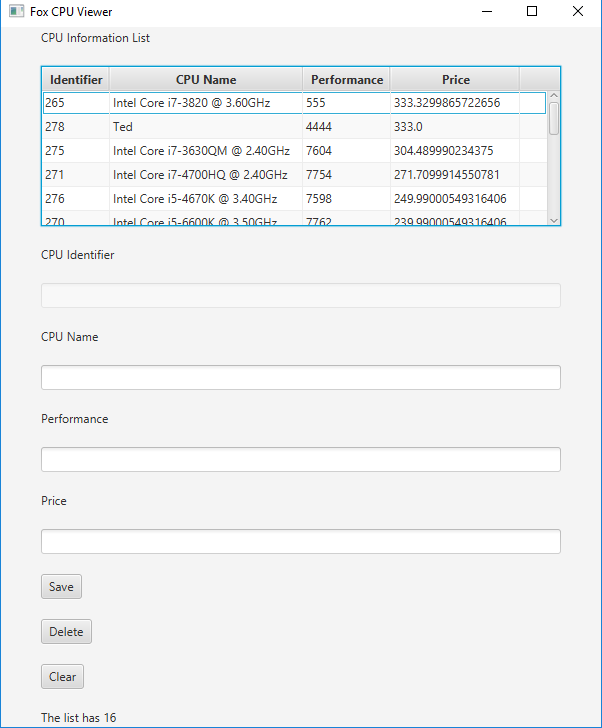 Fox CPU Viewer
CPU Information List
Identifier CPU Name Performance Price
265 Intel Core i7-3820 @ 3.60GHz 555 333.3299865722656
278 Ted 4444 333.0
275 Intel Core i7-3630QM @ 2.40GHz 7604 304.489990234375
271 Intel Core i7-4700HQ @ 2.40GHz 7754 271.7099914550781
276 Intel Core i5-4670K @ 3.40GHz 7598 249.99000549316406
270 Intel Core i5-6600K @ 3.50GHz 7762 239.99000549316406
CPU Identifier
CPU Name
Performance
Price
Save
Delete
Clear
The list has 16